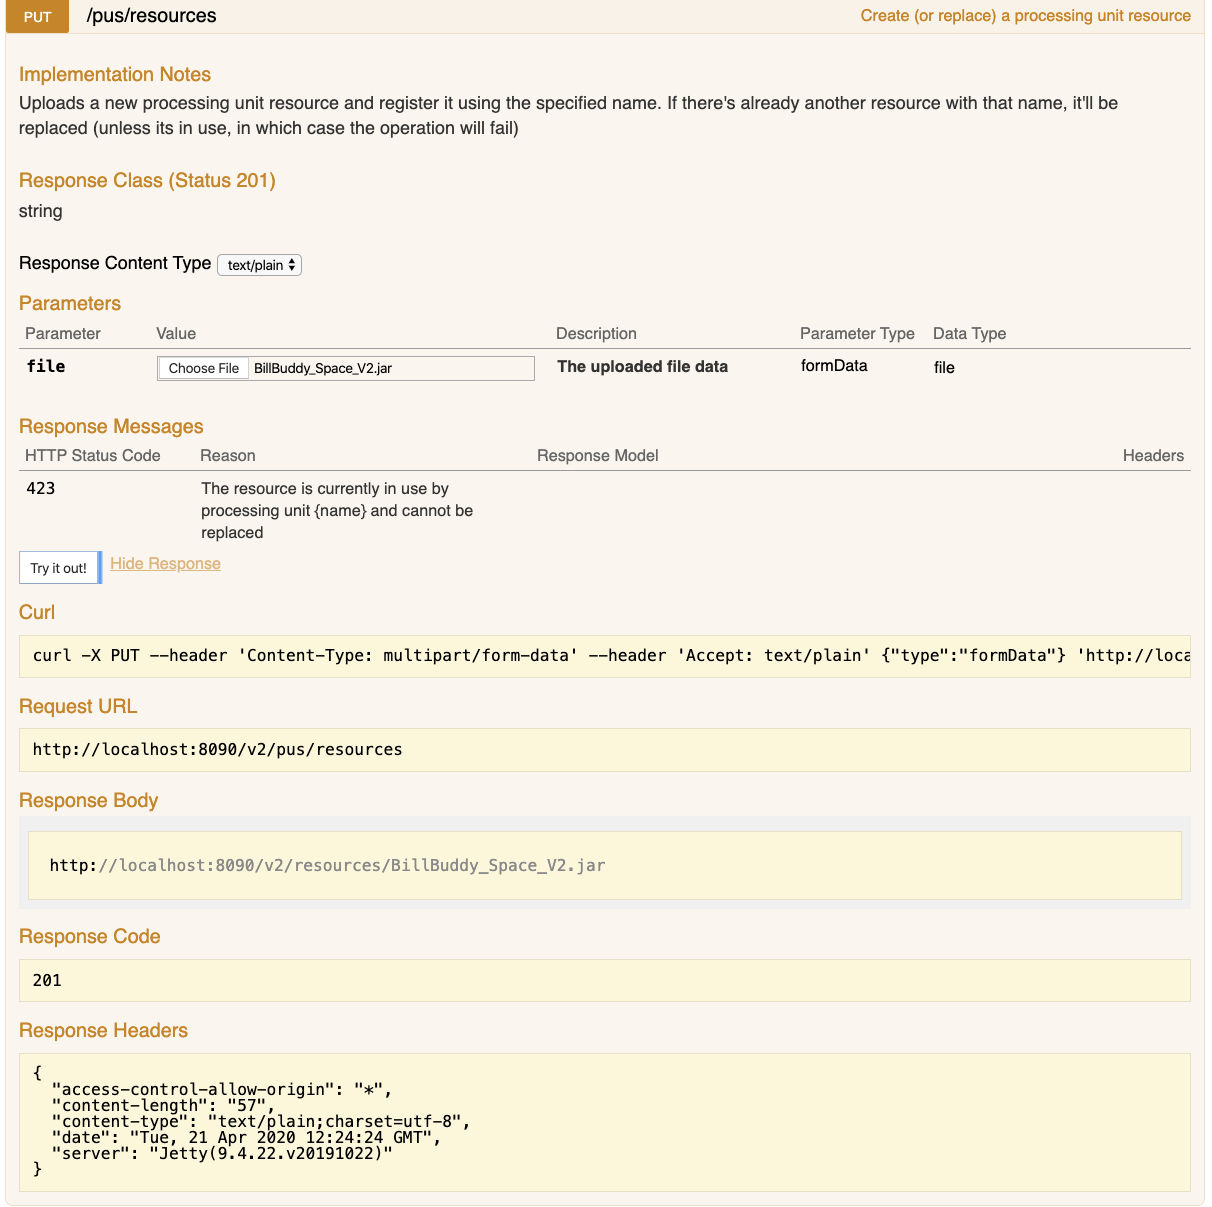 PUT /pus/resources Create (or replace) a processing unit resource
Implementation Notes
Uploads a new processing unit resource and register it using the specified name. If there's already another resource with that name, it'll be
replaced (unless its in use, in which case the operation will fail)
Response Class (Status 201)
string
Response Content Type text/plain
Parameters
Parameter Value Description Parameter Type Data Type
file Choose File BillBuddy_Space_V2.jar The uploaded file data formData file
Response Messages
HTTP Status Code Reason Response Model Headers
423 The resource is currently in use by
processing unit {name} and cannot be
replaced
Try it out! Hide Response
Curl
curl -X PUT --header 'Content-Type: multipart/form-data' --header 'Accept: text/plain' {"type":"formData"} 'http://loca
Request URL
http://localhost:8090/v2/pus/resources
Response Body
http://localhost:8090/v2/resources/BillBuddy_Space_V2.jar
Response Code
201
Response Headers
{
"access-control-allow-origin": "*",
"content-length": "57",
"content-type": "text/plain;charset=utf-8",
"date": "Tue, 21 Apr 2020 12:24:24 GMT",
"server": "Jetty(9.4.22.v20191022)"
}